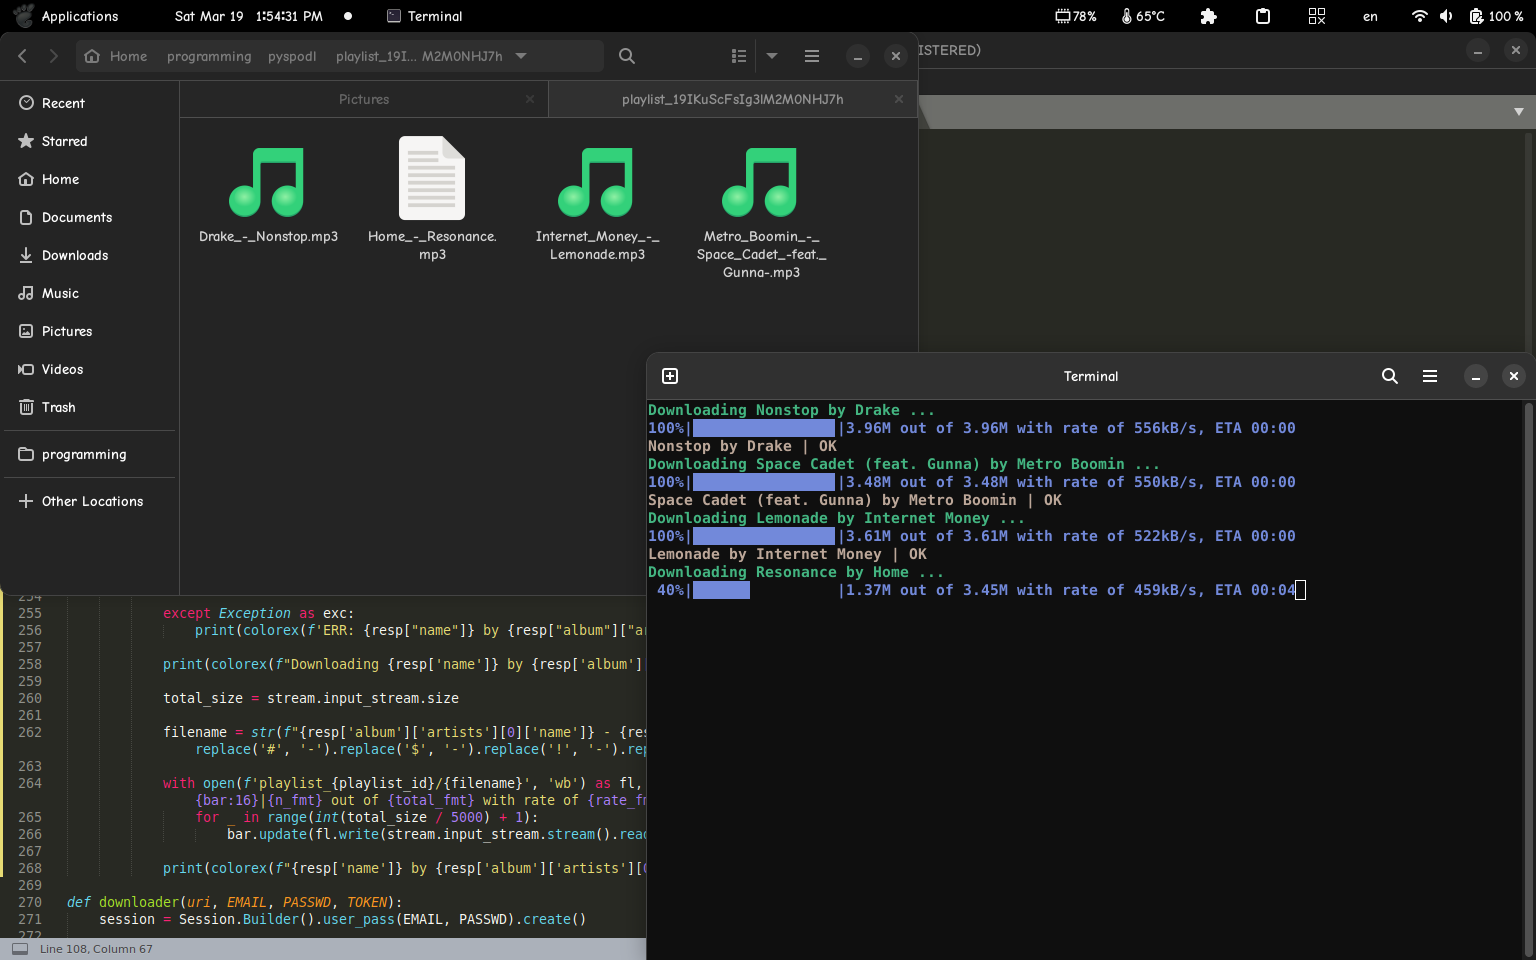 Applications Sat Mar 19 1:54:31 PM Terminal 78% 65°C en 100 %
Home programming pyspodl playlist_19I... M2M0NHJ7h
ISTERED)
Pictures playlist_19IKuScFsIg3IM2M0NHJ7h
Recent
Starred
Home
Documents
Downloads
Music
Pictures
Videos
Trash
programming
Other Locations
Drake_-_Nonstop.mp3
Home_-_Resonance.
mp3
Internet_Money_-_
Lemonade.mp3
Metro_Boomin_-_
Space_Cadet_-feat._
Gunna-.mp3
Terminal
Downloading Nonstop by Drake ...
100%| |3.96M out of 3.96M with rate of 556kB/s, ETA 00:00
Nonstop by Drake | OK
Downloading Space Cadet (feat. Gunna) by Metro Boomin ...
100%| |3.48M out of 3.48M with rate of 550kB/s, ETA 00:00
Space Cadet (feat. Gunna) by Metro Boomin | OK
Downloading Lemonade by Internet Money ...
100%| |3.61M out of 3.61M with rate of 522kB/s, ETA 00:00
Lemonade by Internet Money | OK
Downloading Resonance by Home ...
40%| |1.37M out of 3.45M with rate of 459kB/s, ETA 00:04
254
255 except Exception as exc:
256 print(colorex(f'ERR: {resp["name"]} by {resp["album"]["ar
257
258 print(colorex(f"Downloading {resp['name']} by {resp['album']
259
260 total_size = stream.input_stream.size
261
262 filename = str(f"{resp['album']['artists'][0]['name']} - {res
replace('#', '-').replace('$', '-').replace('!', '-').rep
263
264 with open(f'playlist_{playlist_id}/{filename}', 'wb') as fl,
{bar:16}|{n_fmt} out of {total_fmt} with rate of {rate_fm
265 for _ in range(int(total_size / 5000) + 1):
266 bar.update(fl.write(stream.input_stream.stream().read
267
268 print(colorex(f"{resp['name']} by {resp['album']['artists'][0
269
270 def downloader(uri, EMAIL, PASSWD, TOKEN):
271 session = Session.Builder().user_pass(EMAIL, PASSWD).create()
272
Line 108, Column 67